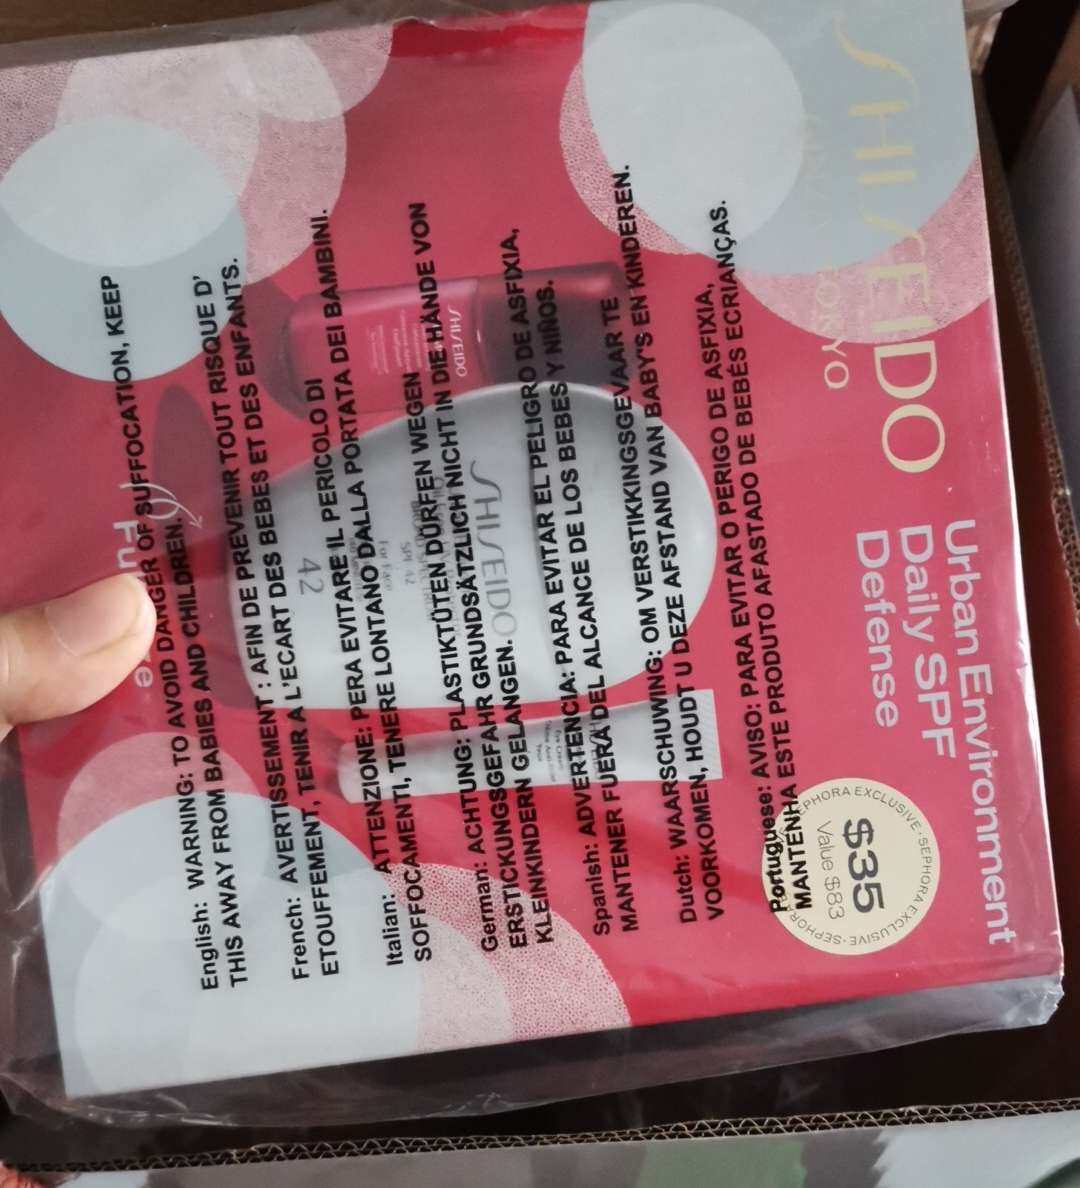 SHISEIDO
TOKYO
Urban Environment
Daily SPF
Defense
SEPHORA EXCLUSIVE · SEPHORA EXCLUSIVE · SEPHORA
$35
Value $83
SHISEIDO
SHISEIDO
SPF 42
For Face
42
English: WARNING: TO AVOID DANGER OF SUFFOCATION, KEEP
THIS AWAY FROM BABIES AND CHILDREN.
French: AVERTISSEMENT : AFIN DE PREVENIR TOUT RISQUE D'
ETOUFFEMENT, TENIR A L'ECART DES BEBES ET DES ENFANTS.
Italian: ATTENZIONE: PERA EVITARE IL PERICOLO DI
SOFFOCAMENTI, TENERE LONTANO DALLA PORTATA DEI BAMBINI.
German: ACHTUNG: PLASTIKTÜTEN DÜRFEN WEGEN
ERSTICKUNGSGEFAHR GRUNDSÄTZLICH NICHT IN DIE HÄNDE VON
KLEINKINDERN GELANGEN.
Spanish: ADVERTENCIA: PARA EVITAR EL PELIGRO DE ASFIXIA,
MANTENER FUERA DEL ALCANCE DE LOS BEBES Y NIÑOS.
Dutch: WAARSCHUWING: OM VERSTIKKINGSGEVAAR TE
VOORKOMEN, HOUDT U DEZE AFSTAND VAN BABY'S EN KINDEREN.
Portuguese: AVISO: PARA EVITAR O PERIGO DE ASFIXIA,
MANTENHA ESTE PRODUTO AFASTADO DE BEBÉS ECRIANÇAS.